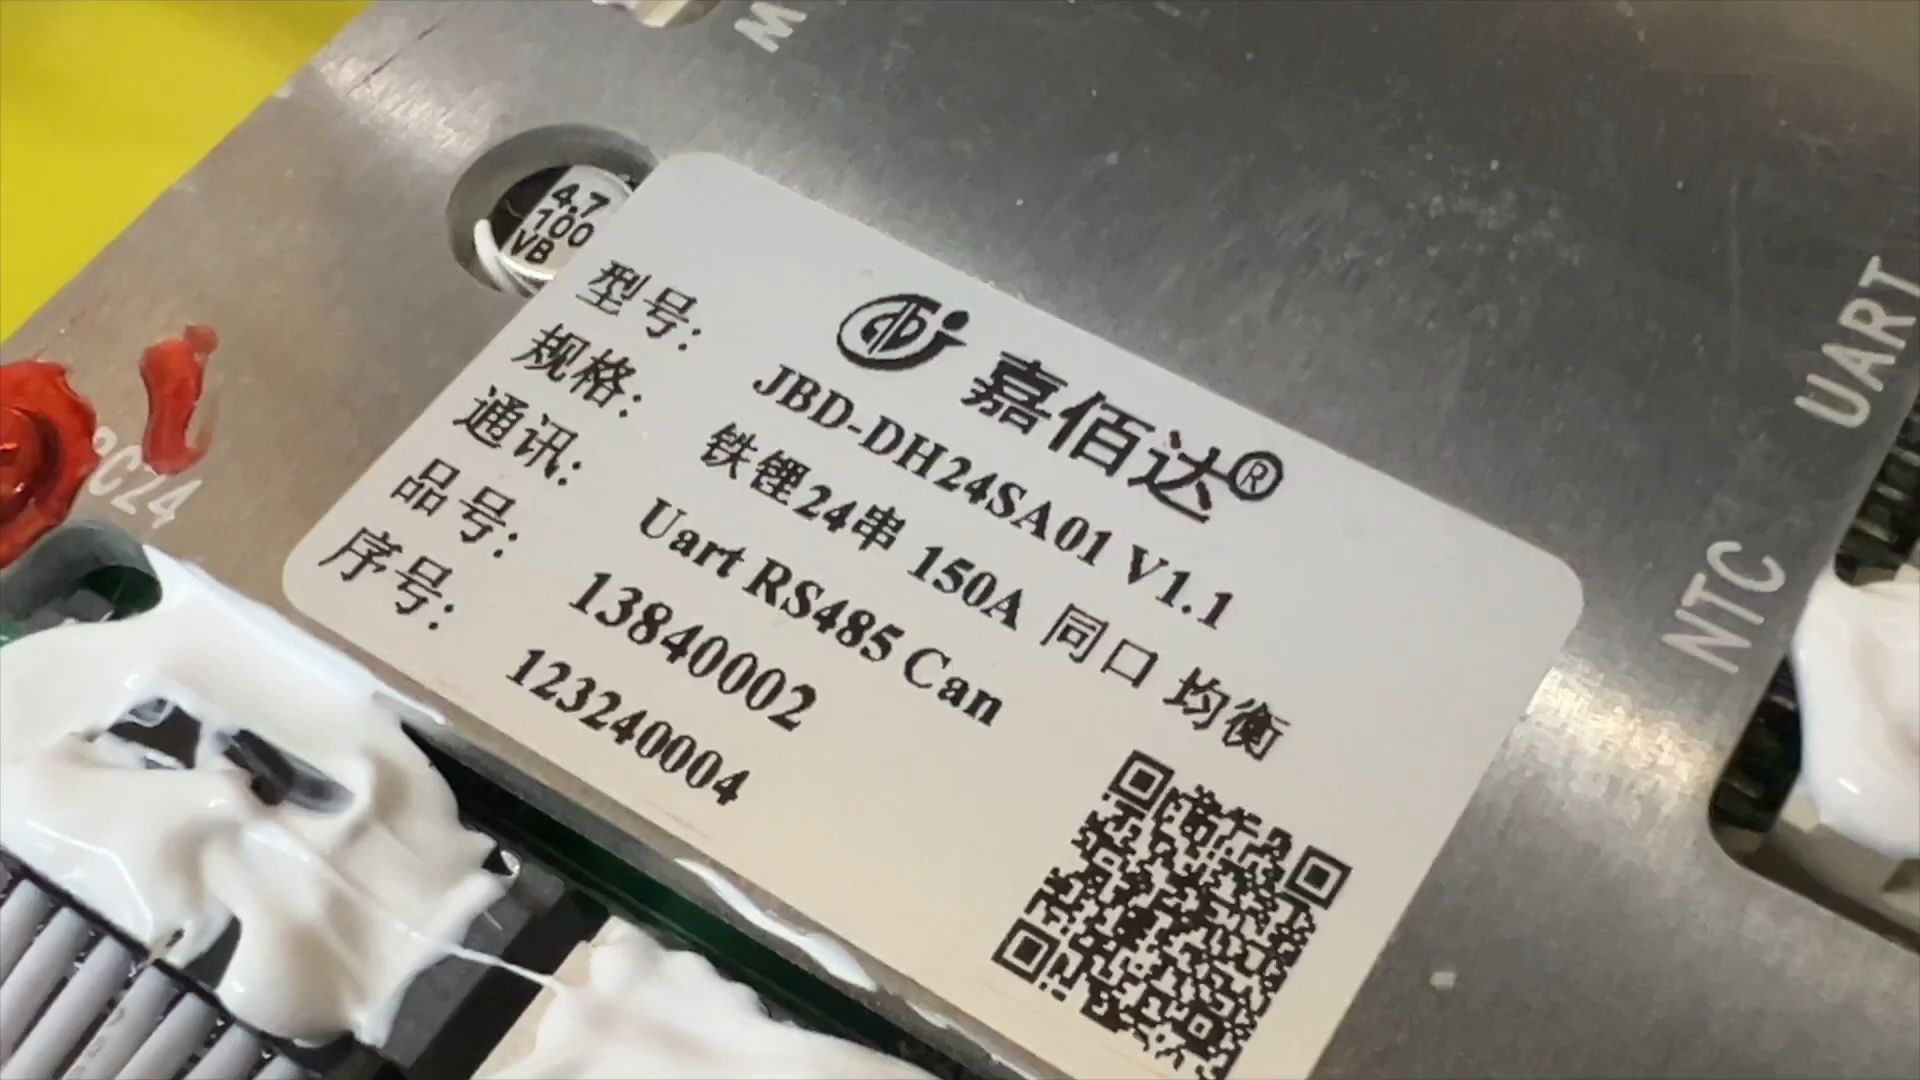 M
4.7
100
VB
嘉佰达®
型号: JBD-DH24SA01 V1.1
规格: 铁锂24串 150A 同口 均衡
通讯: Uart RS485 Can
品号: 13840002
序号: 123240004
UART
NTC